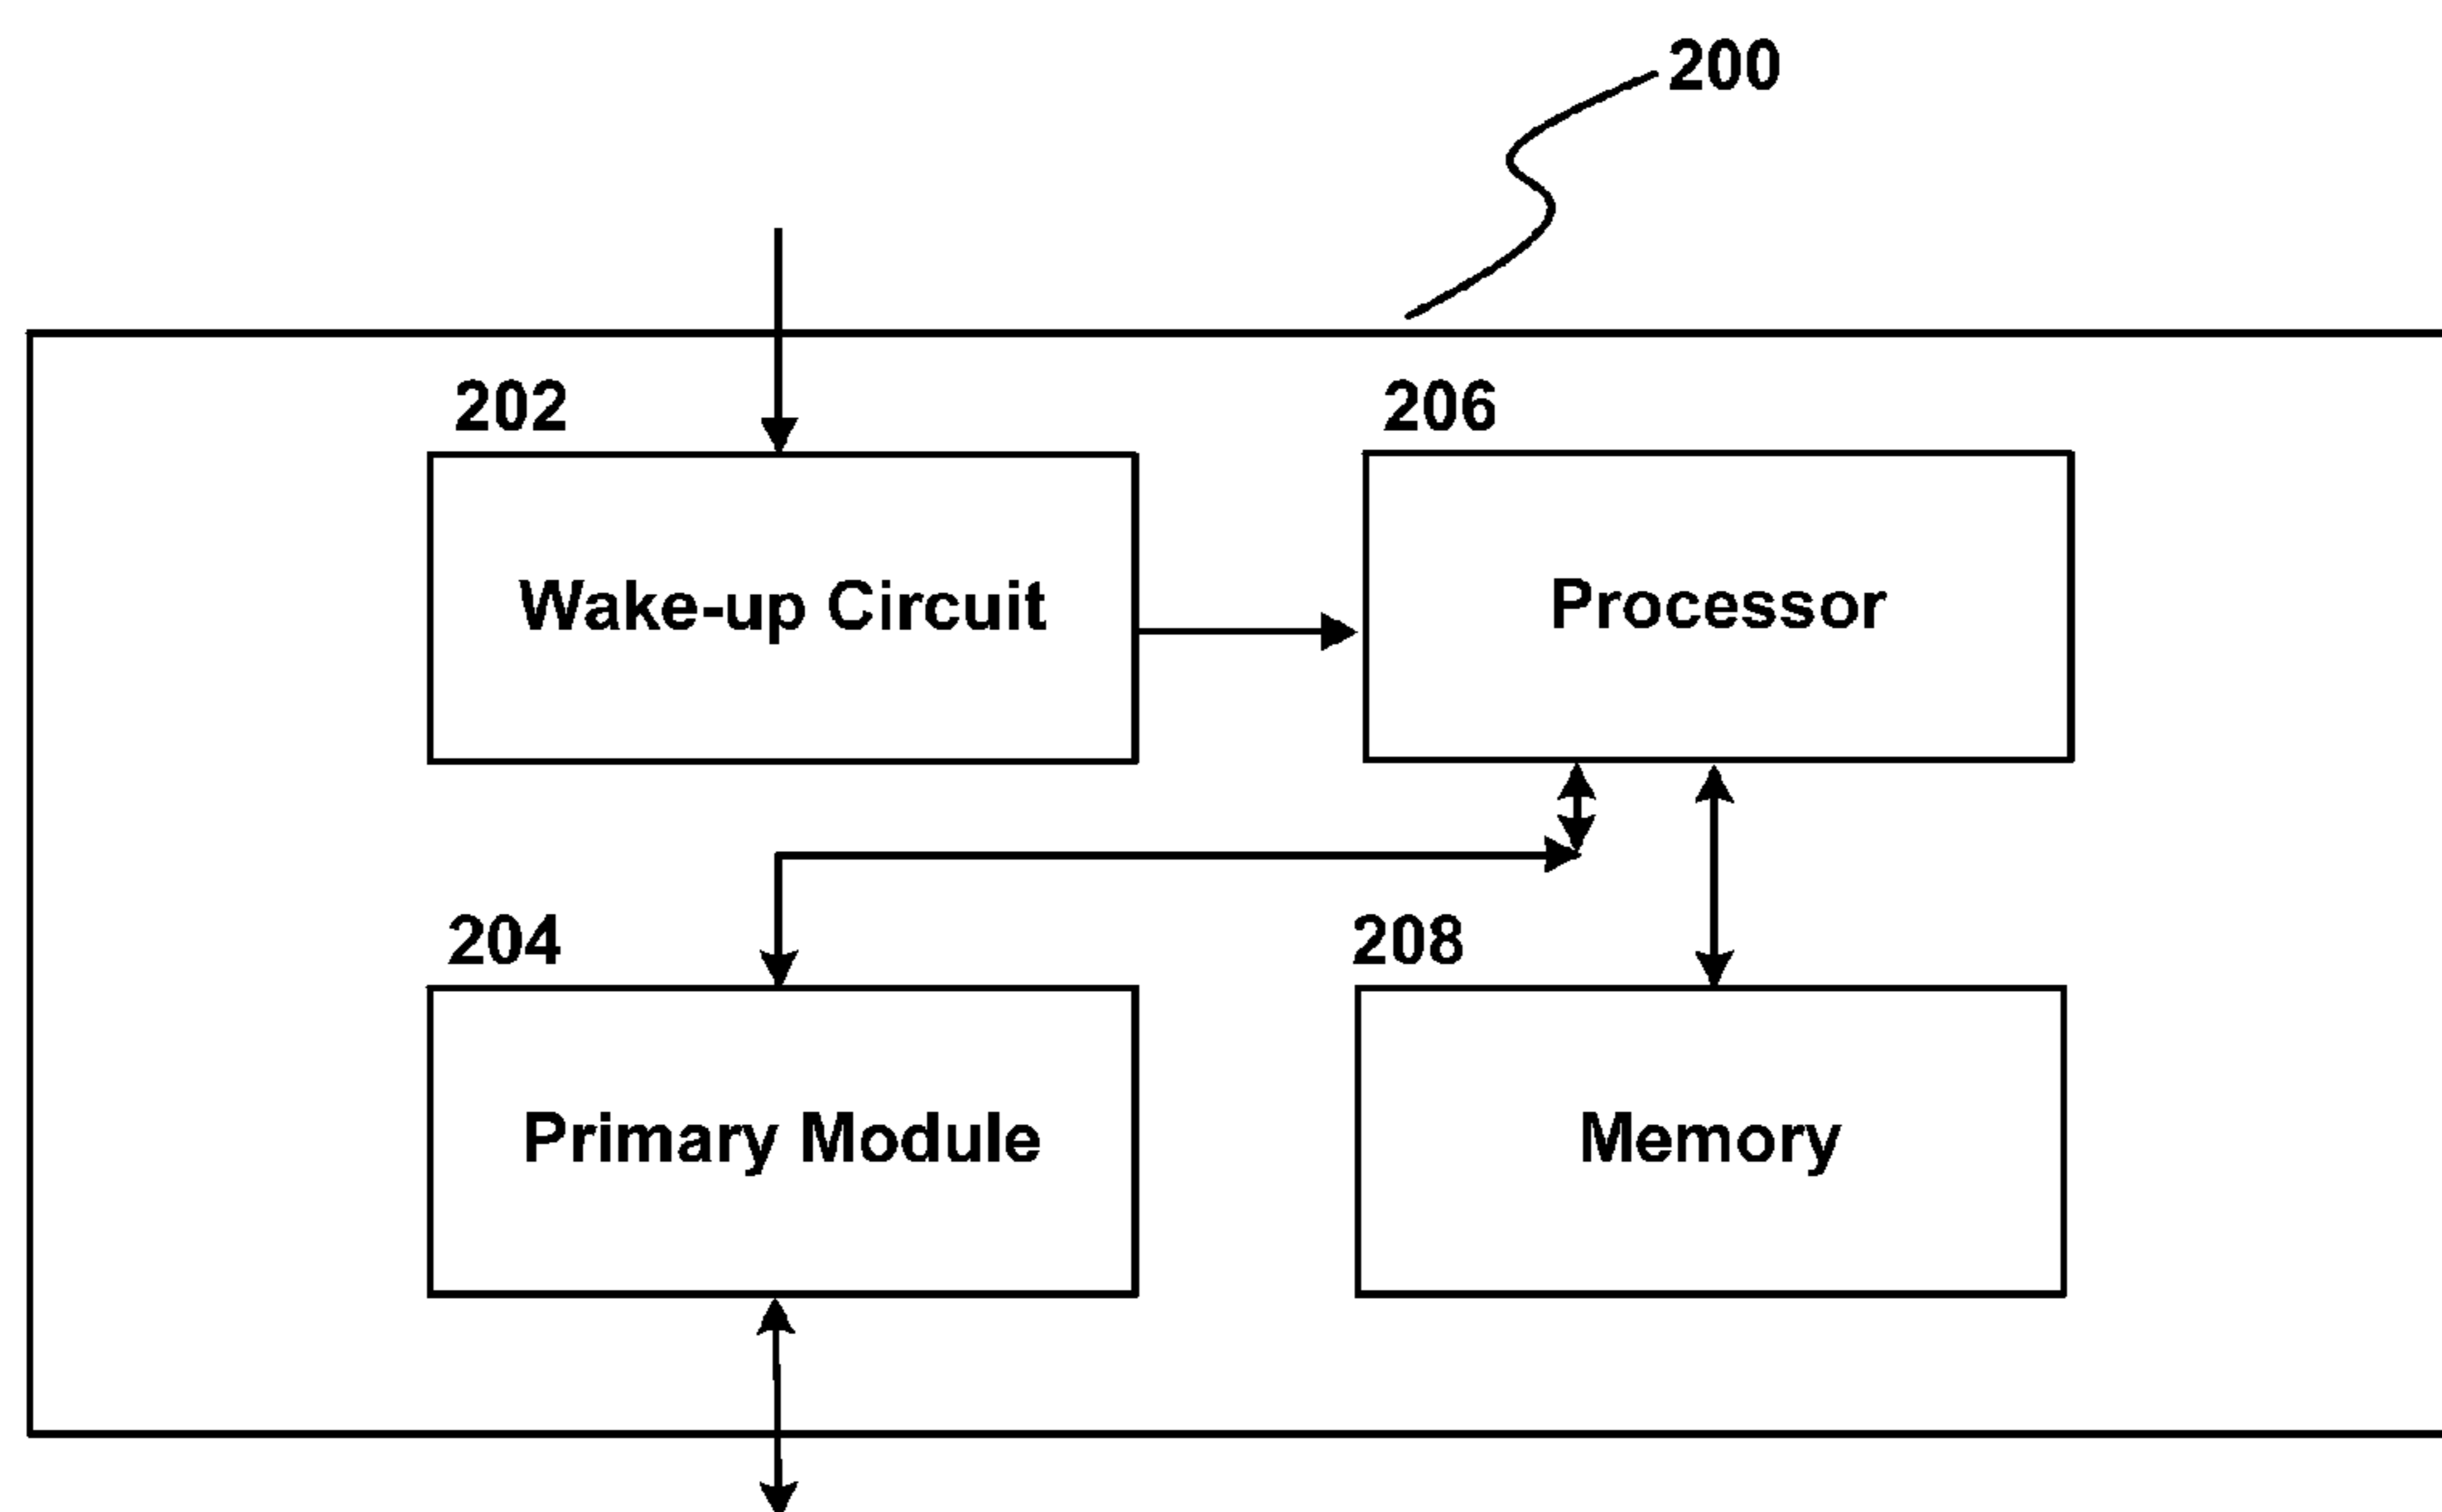 200
202
206
Wake-up Circuit
Processor
204
208
Primary Module
Memory